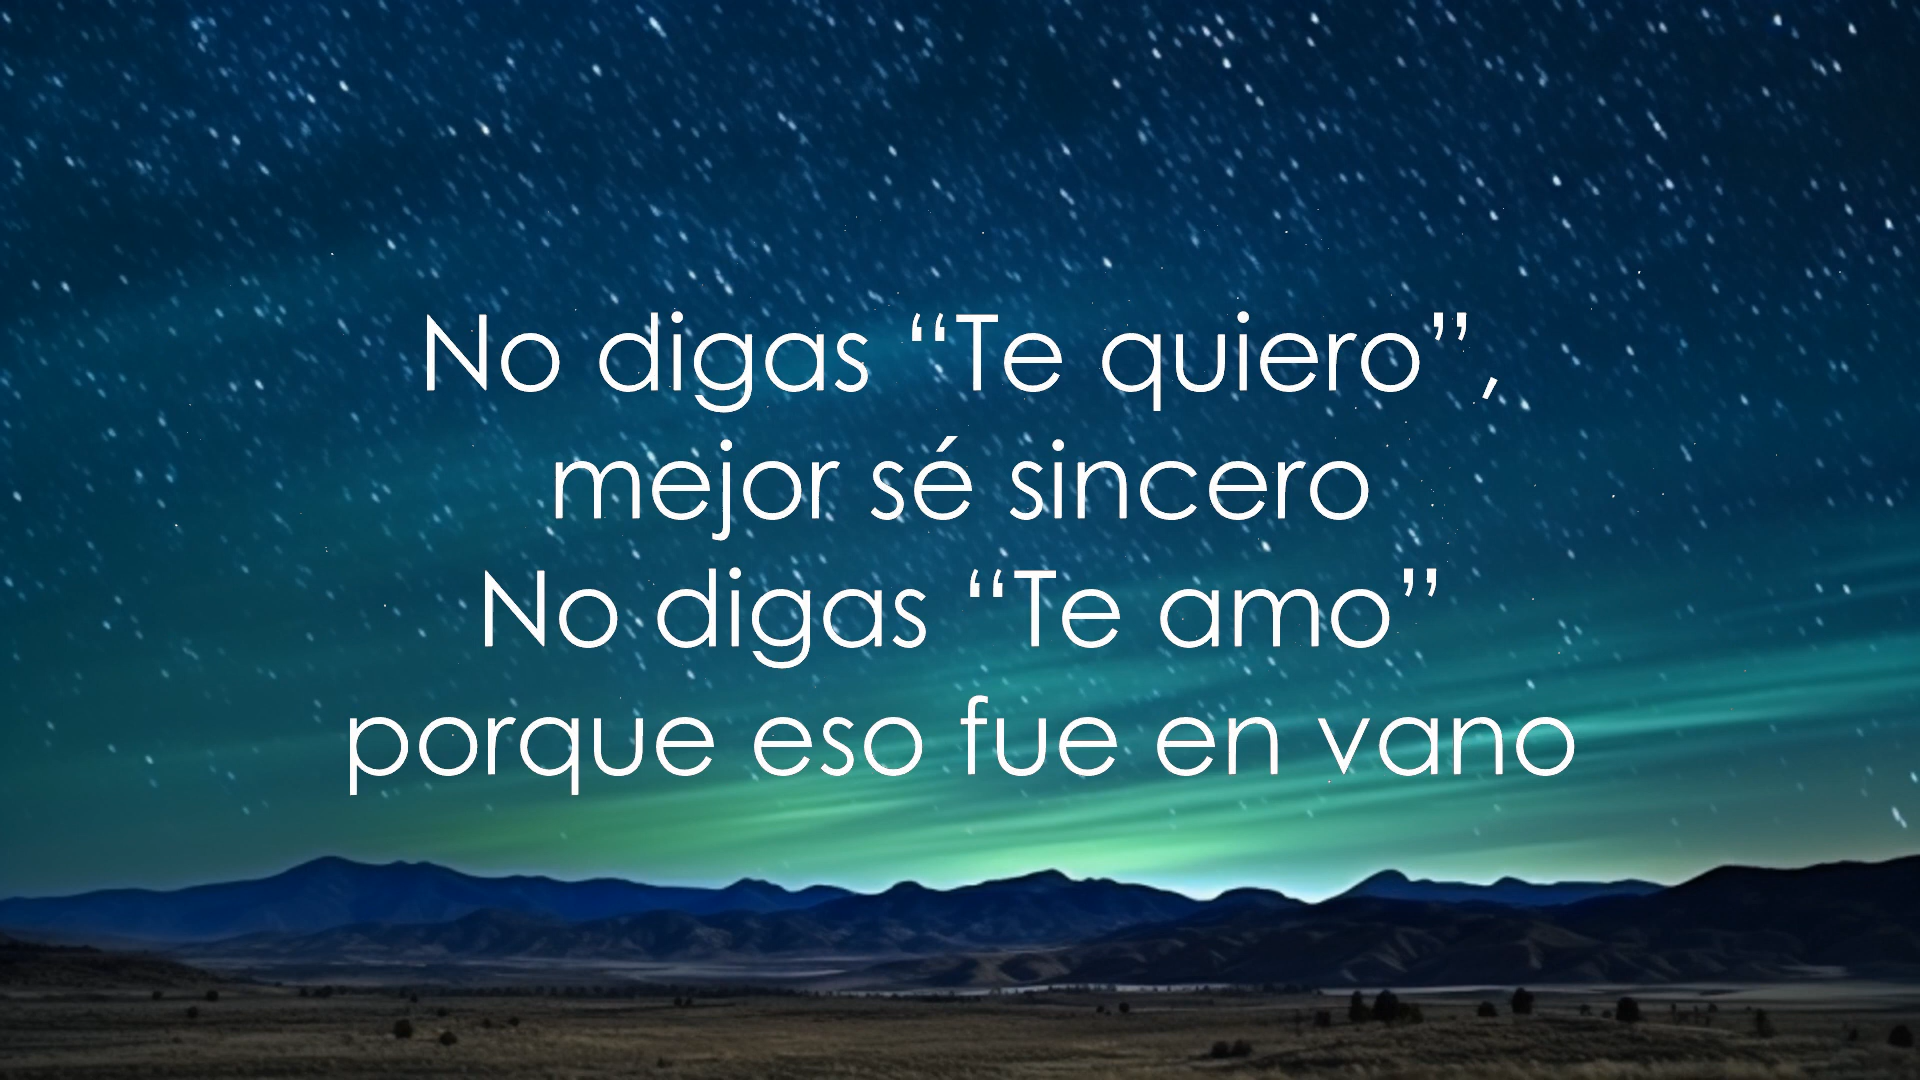 No digas “Te quiero”,
mejor sé sincero
No digas “Te amo”
porque eso fue en vano